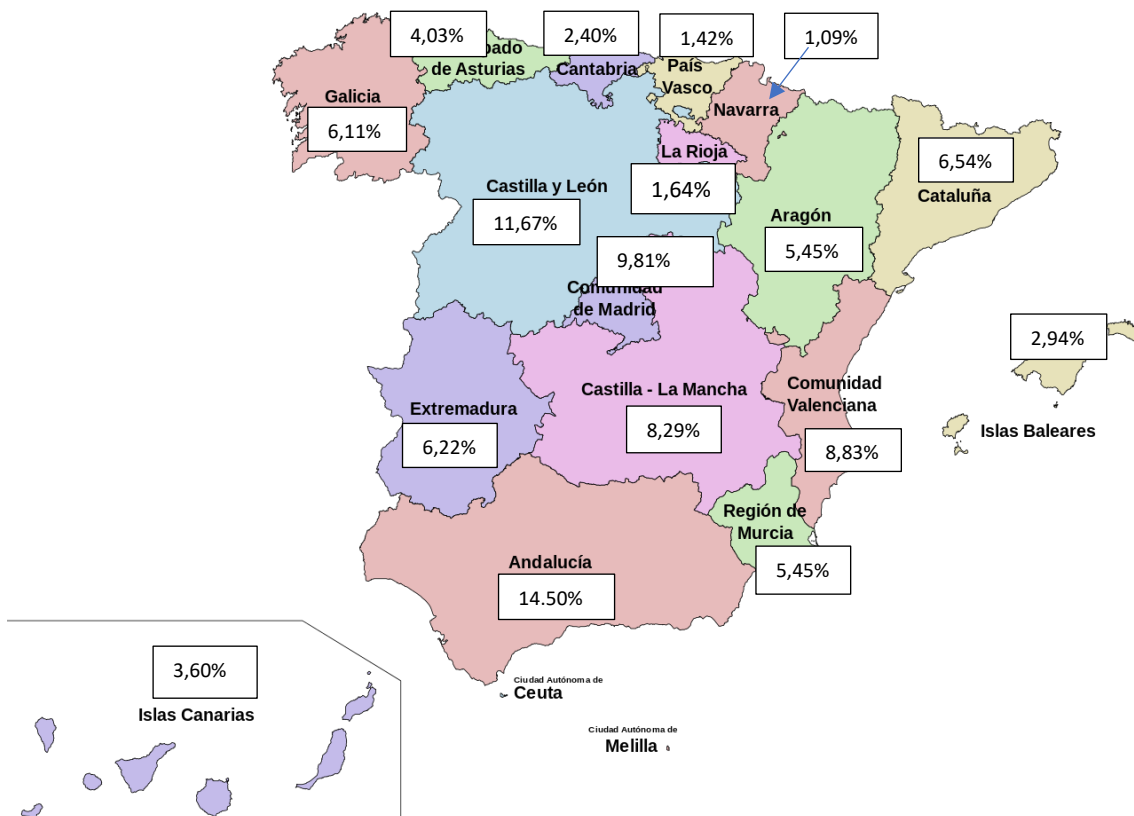 4,03%
2,40%
1,42%
1,09%
de Asturias
Cantabria
País
Vasco
Galicia
6,11%
Navarra
La Rioja
1,64%
6,54%
Cataluña
Castilla y León
11,67%
Aragón
5,45%
9,81%
Comunidad
de Madrid
2,94%
Islas Baleares
Castilla - La Mancha
8,29%
Comunidad
Valenciana
8,83%
Extremadura
6,22%
Región de
Murcia
5,45%
Andalucía
14.50%
3,60%
Islas Canarias
Ciudad Autónoma de
Ceuta
Ciudad Autónoma de
Melilla